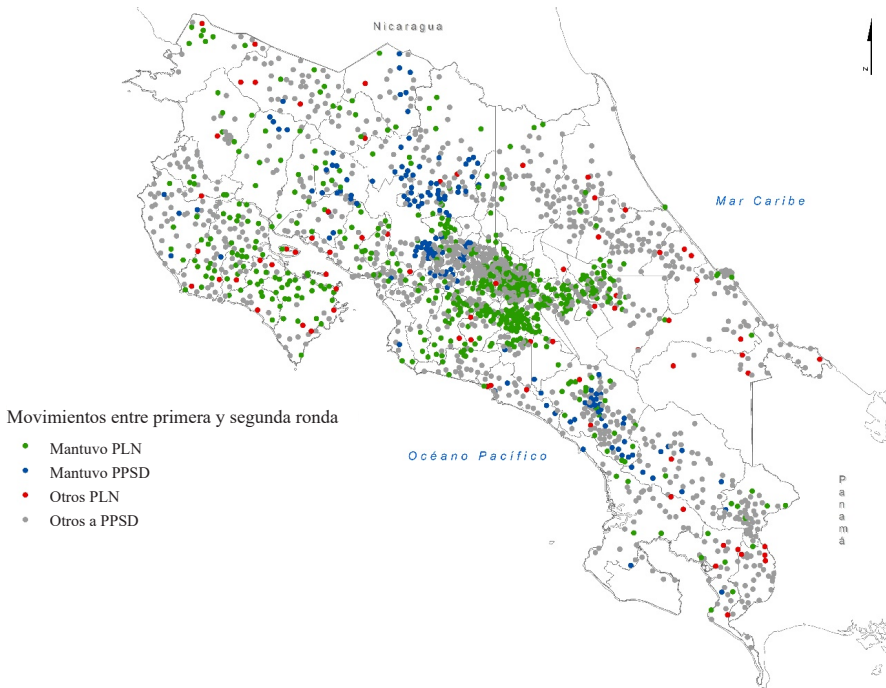 Nicaragua
N
Mar Caribe
Movimientos entre primera y segunda ronda
Mantuvo PLN
Mantuvo PPSD
Otros PLN
Otros a PPSD
Océano Pacífico
Panamá